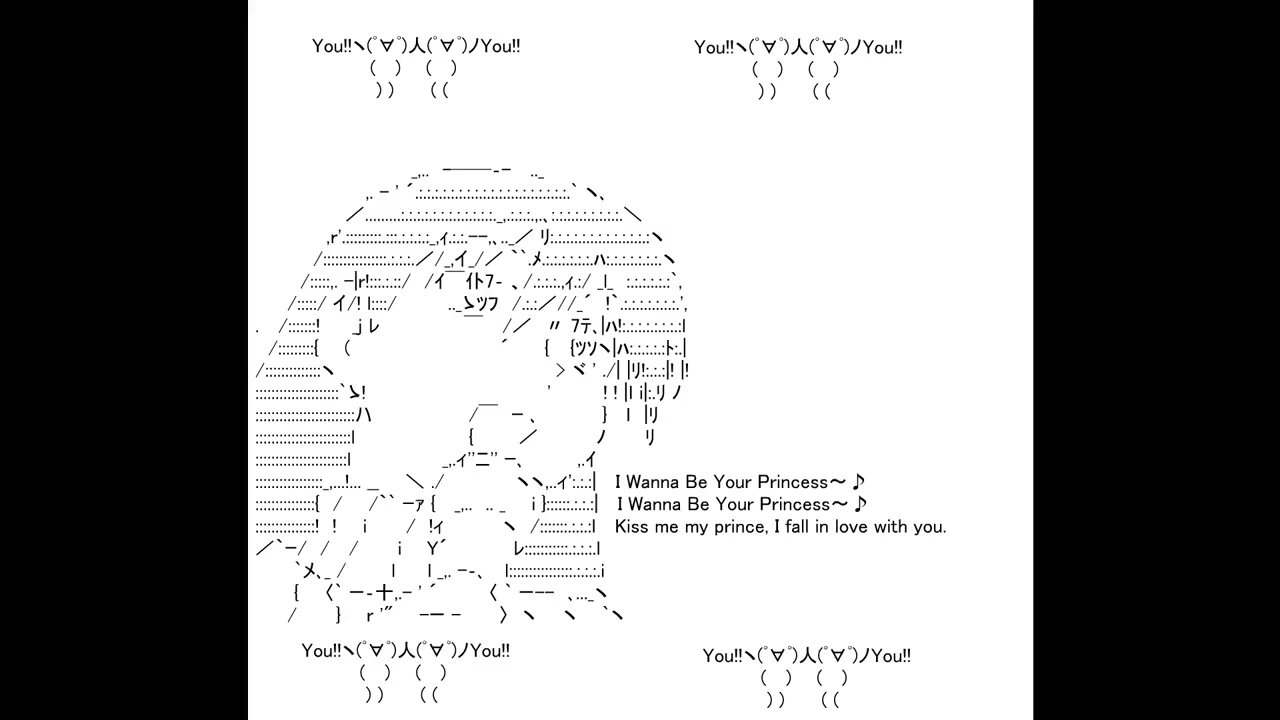 You!!ヽ(ﾟ∀ﾟ)人(ﾟ∀ﾟ)ノYou!!
You!!ヽ(ﾟ∀ﾟ)人(ﾟ∀ﾟ)ノYou!!
I Wanna Be Your Princess～♪
I Wanna Be Your Princess～♪
Kiss me my prince, I fall in love with you.
You!!ヽ(ﾟ∀ﾟ)人(ﾟ∀ﾟ)ノYou!!
You!!ヽ(ﾟ∀ﾟ)人(ﾟ∀ﾟ)ノYou!!